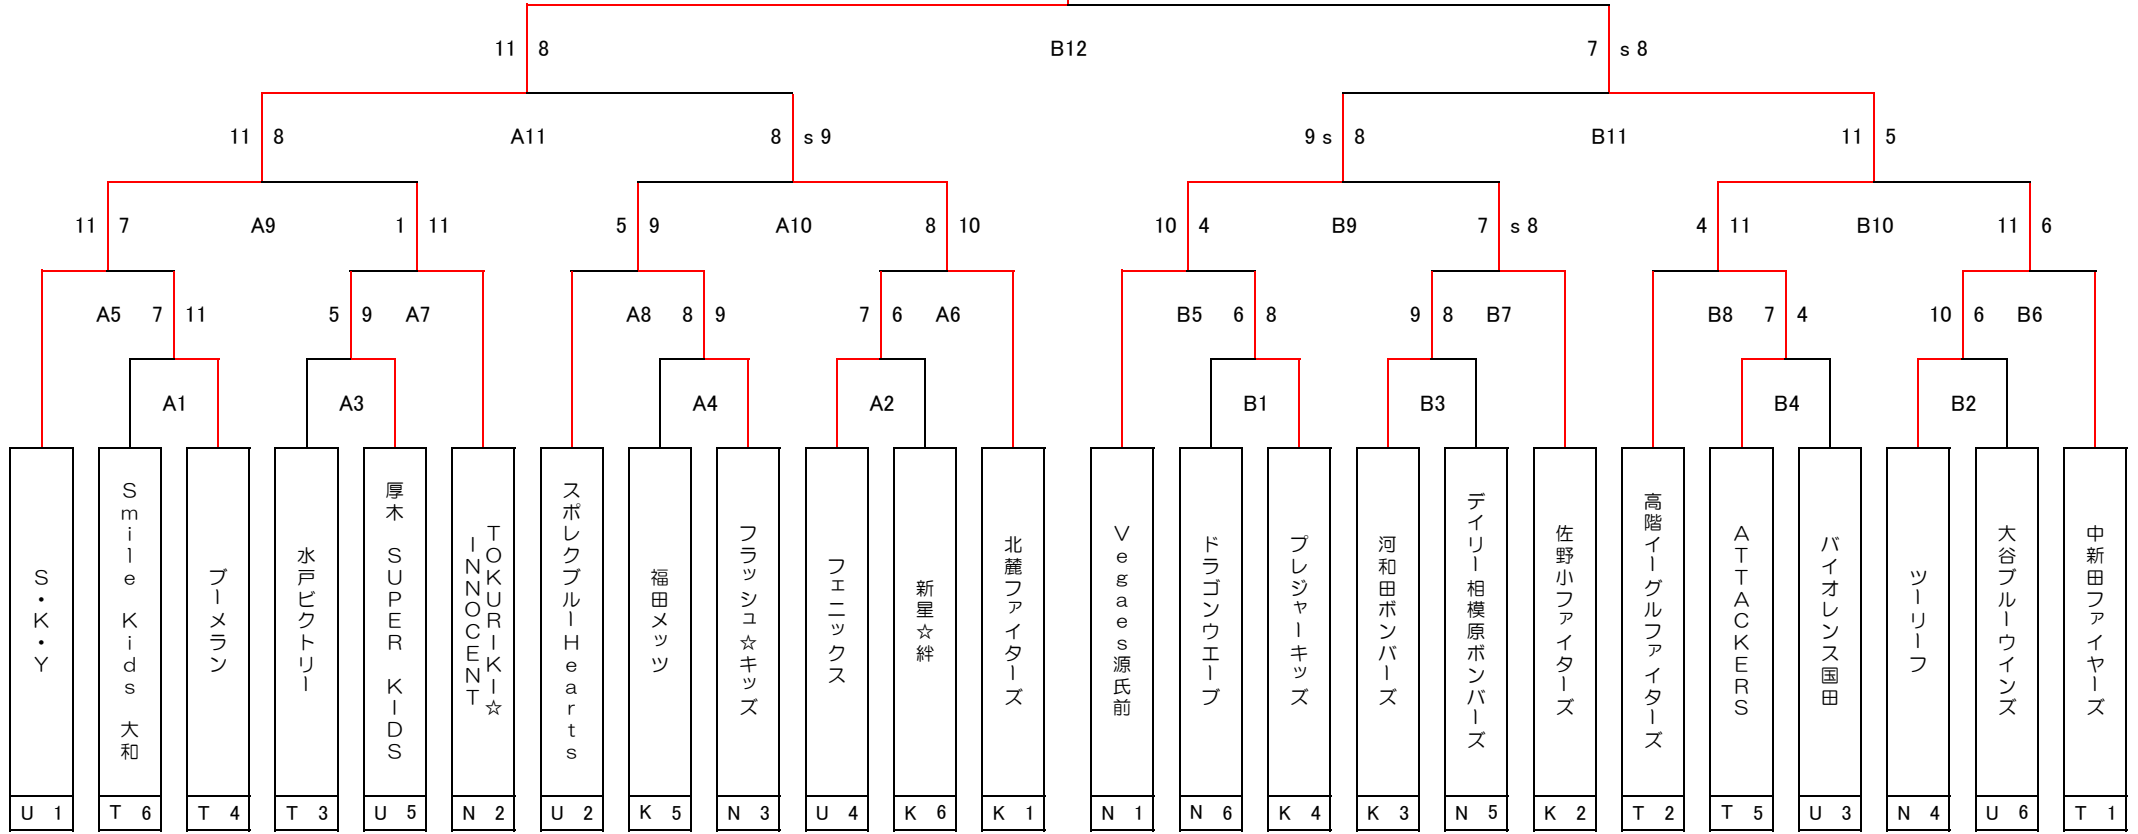 11 8 B12 7 s 8
11 8 A11 8 s 9 9 s 8 B11 11 5
11 7 A9 1 11 5 9 A10 8 10 10 4 B9 7 s 8 4 11 B10 11 6
A5 7 11 5 9 A7 A8 8 9 7 6 A6 B5 6 8 9 8 B7 B8 7 4 10 6 B6
A1 A3 A4 A2 B1 B3 B4 B2
S・K・Y
Smile Kids 大和
ブーメラン
水戸ビクトリー
厚木 SUPER KIDS
TOKURIKI☆
INNOCENT
スポレクブルーHearts
福田メッツ
フラッシュ☆キッズ
フェニックス
新星☆絆
北麓ファイターズ
Vegaes源氏前
ドラゴンウエーブ
プレジャーキッズ
河和田ボンバーズ
デイリー相模原ボンバーズ
佐野小ファイターズ
高階イーグルファイターズ
ATTACKERS
バイオレンス国田
ツーリーフ
大谷ブルーウインズ
中新田ファイヤーズ
U 1 T 6 T 4 T 3 U 5 N 2 U 2 K 5 N 3 U 4 K 6 K 1 N 1 N 6 K 4 K 3 N 5 K 2 T 2 T 5 U 3 N 4 U 6 T 1